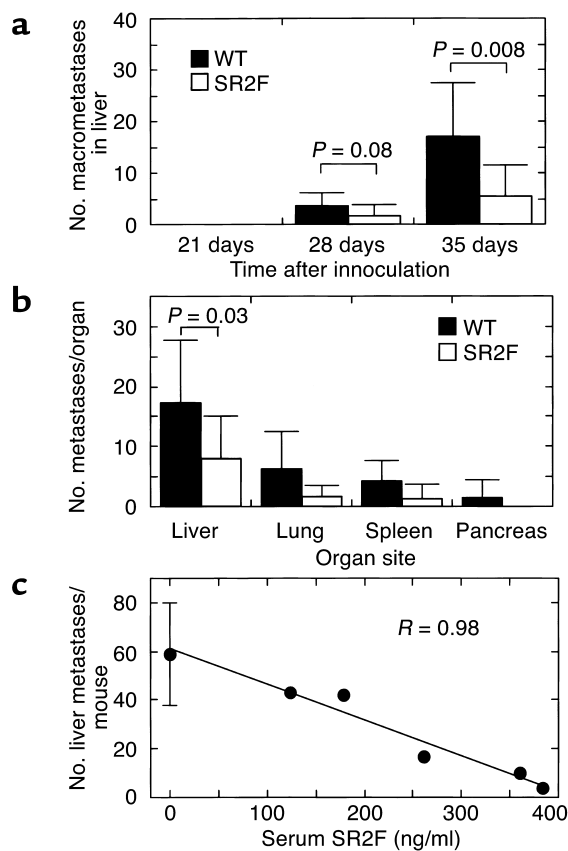 a
No. macrometastases
in liver
40
30
20
10
0
WT
SR2F
P = 0.08
P = 0.008
21 days
28 days
35 days
Time after innoculation
b
No. metastases/organ
30
20
10
0
P = 0.03
WT
SR2F
Liver
Lung
Spleen
Pancreas
Organ site
c
No. liver metastases/
mouse
80
60
40
20
0
R = 0.98
0
100
200
300
400
Serum SR2F (ng/ml)